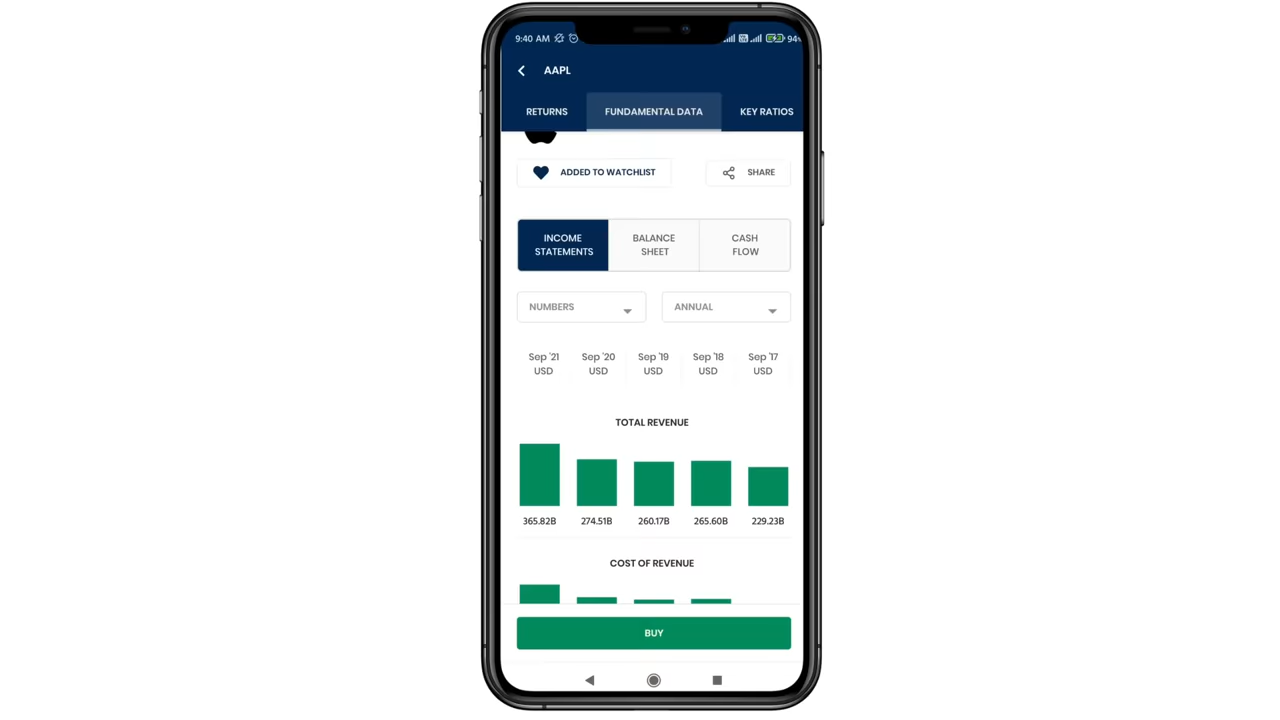 9:40 AM 94%
AAPL
RETURNS FUNDAMENTAL DATA KEY RATIOS
ADDED TO WATCHLIST SHARE
INCOME STATEMENTS
BALANCE SHEET
CASH FLOW
NUMBERS ANNUAL
Sep '21 Sep '20 Sep '19 Sep '18 Sep '17
USD USD USD USD USD
TOTAL REVENUE
365.82B 274.51B 260.17B 265.60B 229.23B
COST OF REVENUE
BUY